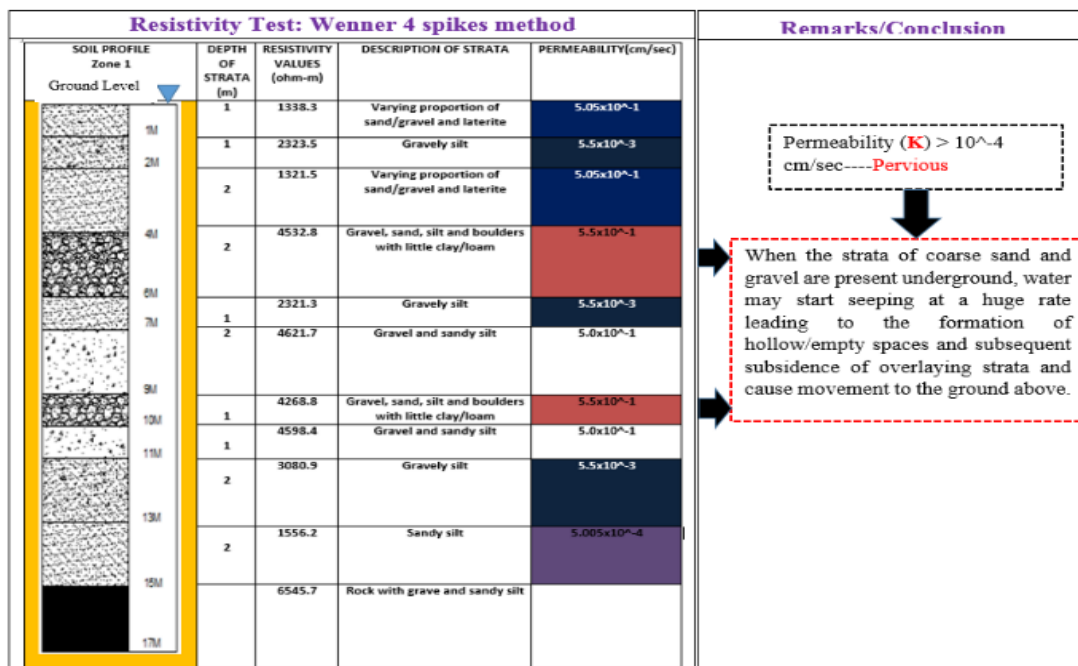 Resistivity Test: Wenner 4 spikes method
Remarks/Conclusion
SOIL PROFILE
Zone 1
Ground Level
DEPTH
OF
STRATA
(m)
RESISTIVITY
VALUES
(ohm-m)
DESCRIPTION OF STRATA
PERMEABILITY(cm/sec)
1
1338.3
Varying proportion of
sand/gravel and laterite
5.05x10^-1
1M
1
2323.5
Gravely silt
5.5x10^-3
2M
2
1321.5
Varying proportion of
sand/gravel and laterite
5.05x10^-1
4M
2
4532.8
Gravel, sand, silt and boulders
with little clay/loam
5.5x10^-1
6M
1
2321.3
Gravely silt
5.5x10^-3
7M
2
4621.7
Gravel and sandy silt
5.0x10^-1
9M
1
4268.8
Gravel, sand, silt and boulders
with little clay/loam
5.5x10^-1
10M
1
4598.4
Gravel and sandy silt
5.0x10^-1
11M
2
3080.9
Gravely silt
5.5x10^-3
13M
2
1556.2
Sandy silt
5.005x10^-4
15M
6545.7
Rock with grave and sandy silt
17M
Permeability (K) > 10^-4
cm/sec----Pervious
When the strata of coarse sand and
gravel are present underground, water
may start seeping at a huge rate
leading to the formation of
hollow/empty spaces and subsequent
subsidence of overlaying strata and
cause movement to the ground above.